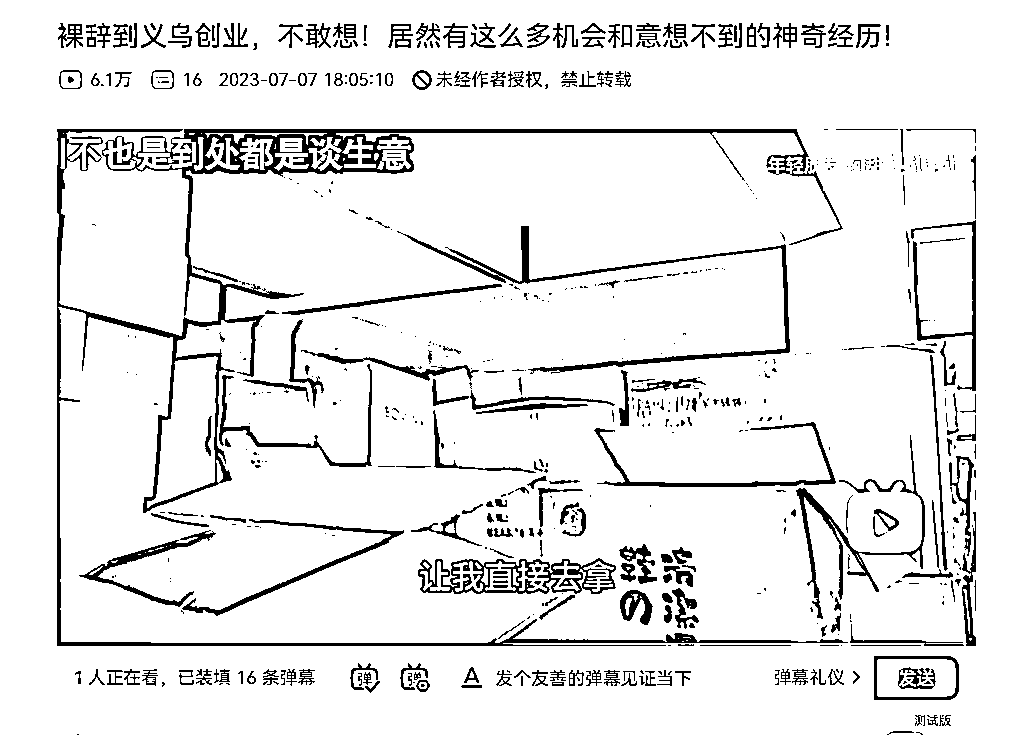 裸辞到义乌创业，不敢想！居然有这么多机会和意想不到的神奇经历！
6.1万 16 2023-07-07 18:05:10 未经作者授权，禁止转载
不也是到处都是谈生意
年轻
让我直接去拿
1 人正在看，已装填 16 条弹幕 发个友善的弹幕见证当下 弹幕礼仪 发送
测试版